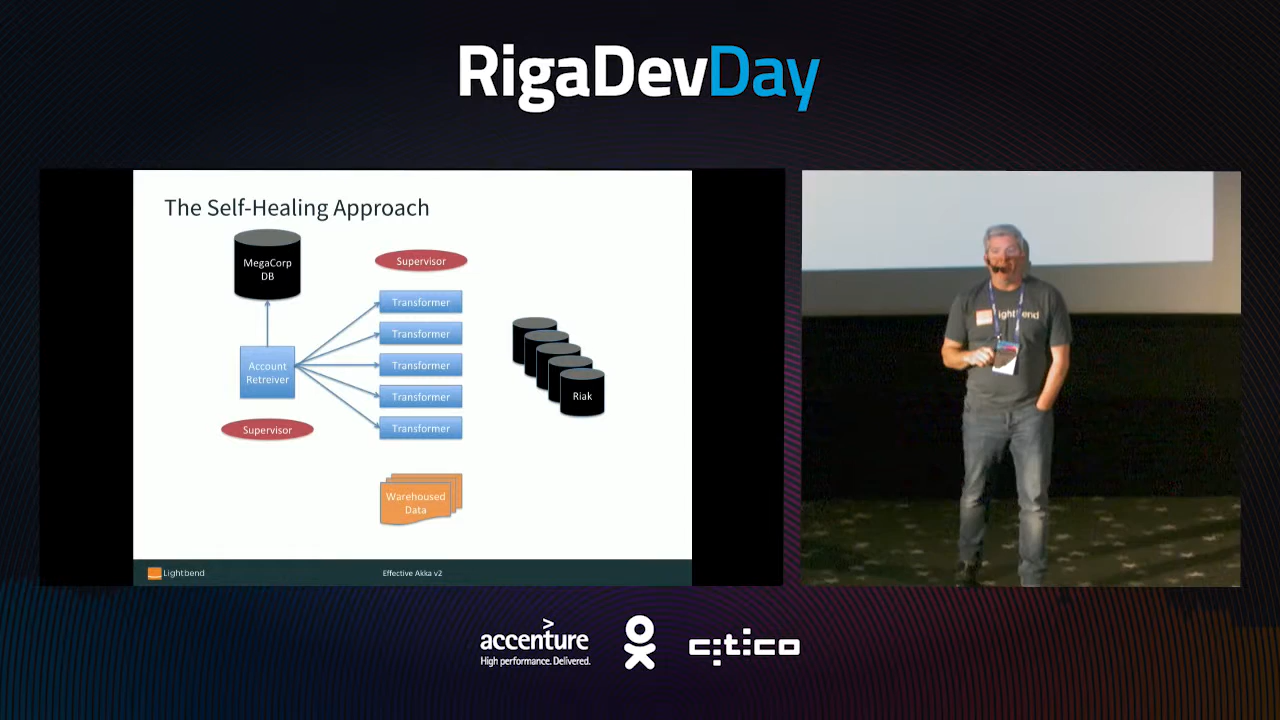 RigaDevDay
The Self-Healing Approach
MegaCorp
DB
Supervisor
Transformer
Transformer
Transformer
Transformer
Transformer
Account
Retreiver
Supervisor
Riak
Warehoused
Data
Lightbend
Effective Akka v2
lightbend
>
accenture
High performance. Delivered.
citico